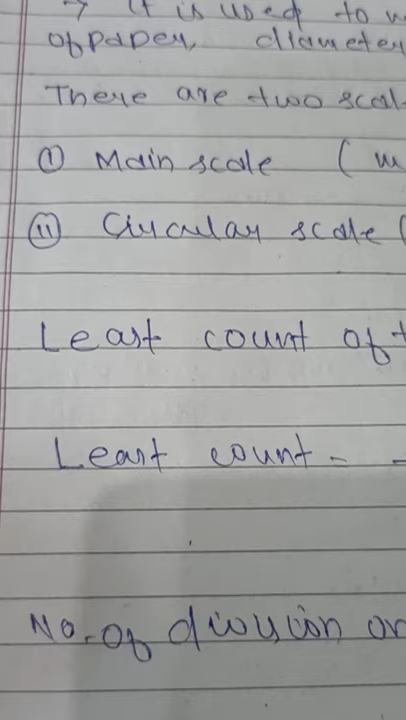 → It is used to
of paper, diameter
There are two scal
(i) Main scale (
(ii) Circular scale (
Least count of
Least count = -
No. of division on